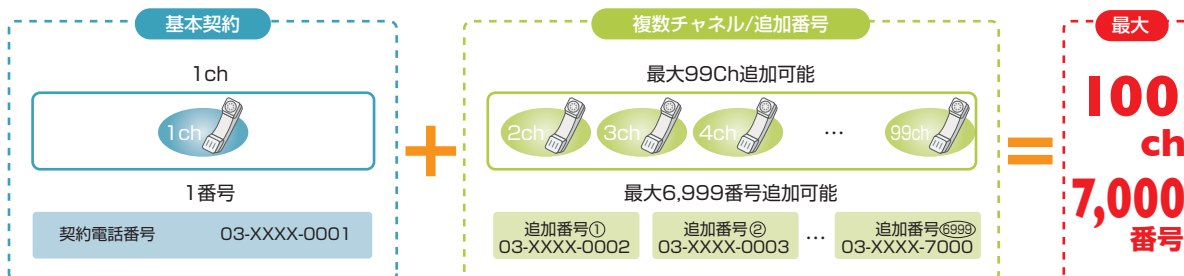 基本契約
1ch
1ch
1番号
契約電話番号 03-XXXX-0001
+
複数チャネル/追加番号
最大99Ch追加可能
2ch 3ch 4ch … 99ch
最大6,999番号追加可能
追加番号① 追加番号② … 追加番号(6999)
03-XXXX-0002 03-XXXX-0003 03-XXXX-7000
=
最大
100
ch
7,000
番号